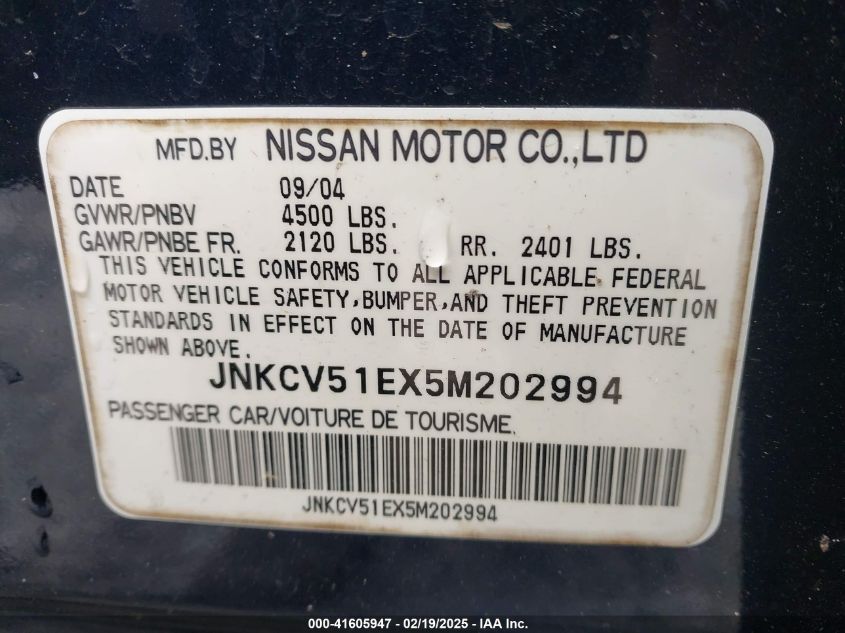 MFD.BY NISSAN MOTOR CO.,LTD
DATE 09/04
GVWR/PNBV 4500 LBS.
GAWR/PNBE FR. 2120 LBS. RR. 2401 LBS.
THIS VEHICLE CONFORMS TO ALL APPLICABLE FEDERAL
MOTOR VEHICLE SAFETY,BUMPER,AND THEFT PREVENTION
STANDARDS IN EFFECT ON THE DATE OF MANUFACTURE
SHOWN ABOVE.
JNKCV51EX5M202994
PASSENGER CAR/VOITURE DE TOURISME.
JNKCV51EX5M202994
000-41605947 - 02/19/2025 - IAA Inc.